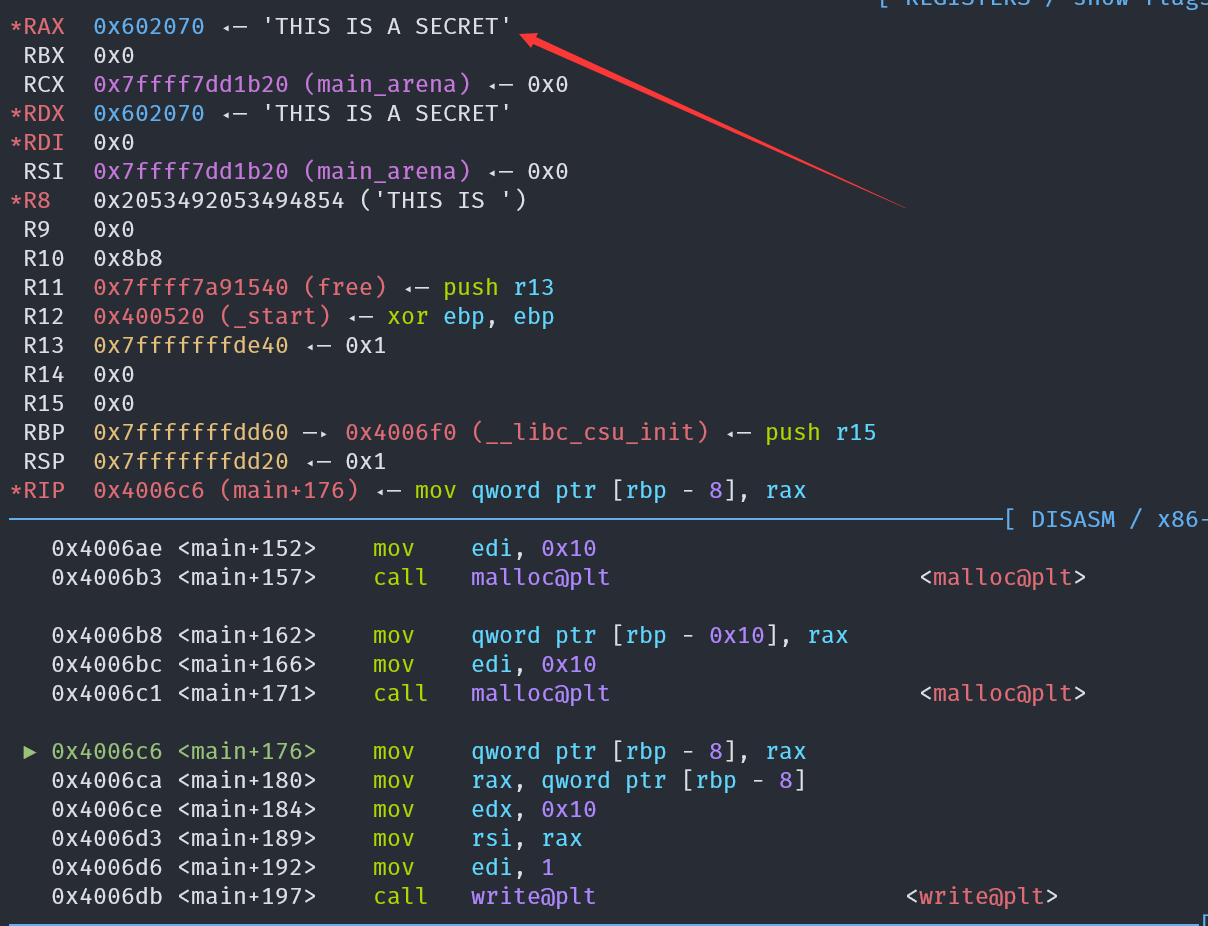 [ REGISTERS / show flags
*RAX  0x602070 ◂— 'THIS IS A SECRET'
 RBX  0x0
 RCX  0x7ffff7dd1b20 (main_arena) ◂— 0x0
*RDX  0x602070 ◂— 'THIS IS A SECRET'
*RDI  0x0
 RSI  0x7ffff7dd1b20 (main_arena) ◂— 0x0
*R8   0x2053492053494854 ('THIS IS ')
 R9   0x0
 R10  0x8b8
 R11  0x7ffff7a91540 (free) ◂— push r13
 R12  0x400520 (_start) ◂— xor ebp, ebp
 R13  0x7fffffffde40 ◂— 0x1
 R14  0x0
 R15  0x0
 RBP  0x7fffffffdd60 —▸ 0x4006f0 (__libc_csu_init) ◂— push r15
 RSP  0x7fffffffdd20 ◂— 0x1
*RIP  0x4006c6 (main+176) ◂— mov qword ptr [rbp - 8], rax
[ DISASM / x86-
   0x4006ae <main+152>    mov    edi, 0x10
   0x4006b3 <main+157>    call   malloc@plt                      <malloc@plt>
   0x4006b8 <main+162>    mov    qword ptr [rbp - 0x10], rax
   0x4006bc <main+166>    mov    edi, 0x10
   0x4006c1 <main+171>    call   malloc@plt                      <malloc@plt>
 ► 0x4006c6 <main+176>    mov    qword ptr [rbp - 8], rax
   0x4006ca <main+180>    mov    rax, qword ptr [rbp - 8]
   0x4006ce <main+184>    mov    edx, 0x10
   0x4006d3 <main+189>    mov    rsi, rax
   0x4006d6 <main+192>    mov    edi, 1
   0x4006db <main+197>    call   write@plt                      <write@plt>